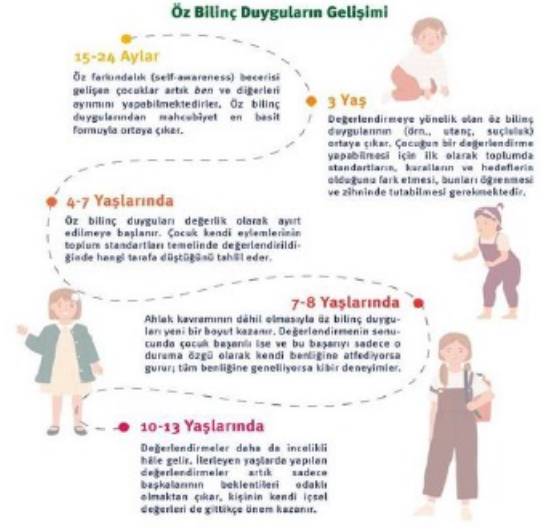 Öz Bilinç Duyguların Gelişimi
15-24 Aylar
Öz farkındalık (self-awareness) becerisi
gelişen çocuklar artık ben ve diğerleri
ayrımını yapabilmektedirler. Öz bilinç
duygularından mahcubiyet en basit
formuyla ortaya çıkar.
3 Yaş
Değerlendirmeye yönelik olan öz bilinç
duygularının (örn., utanç, suçluluk)
ortaya çıkar. Çocuğun bir değerlendirme
yapabilmesi için ilk olarak toplumda
standartların, kuralların ve hedeflerin
olduğunu fark etmesi, bunları öğrenmesi
ve zihninde tutabilmesi gerekmektedir.
4-7 Yaşlarında
Öz bilinç duyguları değerlik olarak ayırt
edilmeye başlanır. Çocuk kendi eylemlerinin
toplum standartları temelinde değerlendirildi-
ğinde hangi tarafa düştüğünü tahlil eder.
7-8 Yaşlarında
Ahlak kavramının dâhil olmasıyla öz bilinç duygu-
ları yeni bir boyut kazanır. Değerlendirmenin sonu-
cunda çocuk başarılı ise ve bu başarıyı sadece o
duruma özgü olarak kendi benliğine atfediyorsa
gurur; tüm benliğine genelliyorsa kibir deneyimler.
10-13 Yaşlarında
Değerlendirmeler daha da incelikli
hâle gelir. İlerleyen yaşlarda yapılan
değerlendirmeler artık sadece
başkalarının beklentileri odaklı
olmaktan çıkar, kişinin kendi içsel
değerleri de gittikçe önem kazanır.